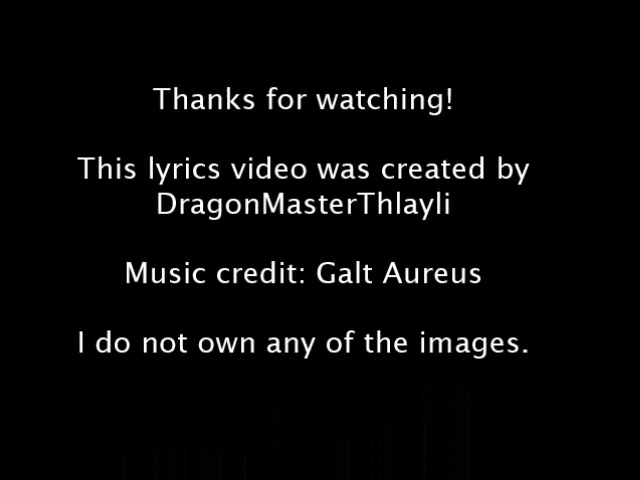 Thanks for watching!
This lyrics video was created by
DragonMasterThlayli
Music credit: Galt Aureus
I do not own any of the images.